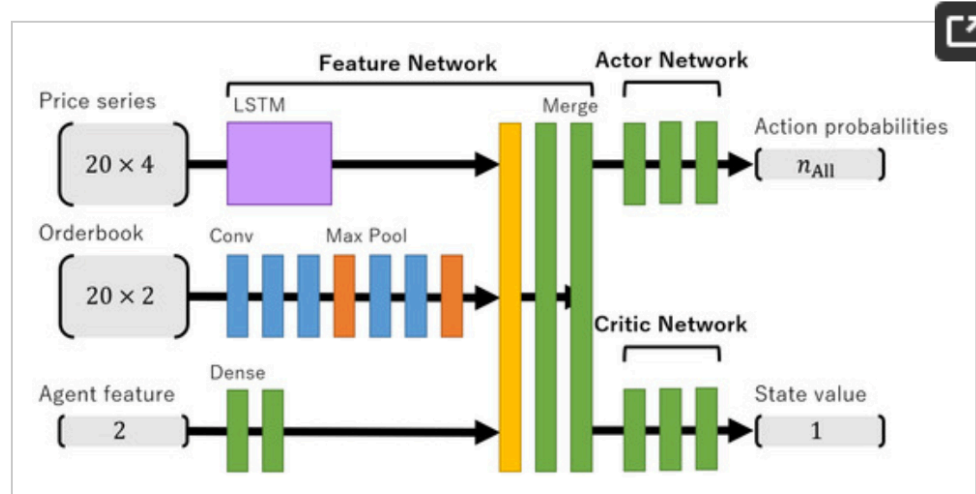 Feature Network
Actor Network
Price series
LSTM
Merge
Action probabilities
20 × 4
n_All
Orderbook
Conv
Max Pool
20 × 2
Critic Network
Dense
Agent feature
State value
2
1